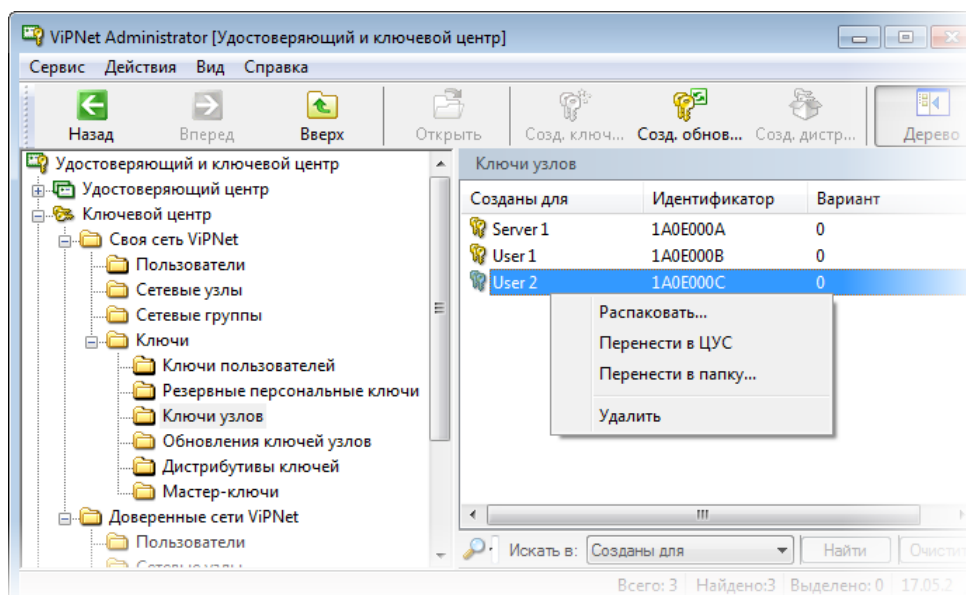 ViPNet Administrator [Удостоверяющий и ключевой центр]
Сервис Действия Вид Справка
Назад Вперед Вверх Открыть Созд. ключ... Созд. обнов... Созд. дистр... Дерево
Удостоверяющий и ключевой центр
Удостоверяющий центр
Ключевой центр
Своя сеть ViPNet
Пользователи
Сетевые узлы
Сетевые группы
Ключи
Ключи пользователей
Резервные персональные ключи
Ключи узлов
Обновления ключей узлов
Дистрибутивы ключей
Мастер-ключи
Доверенные сети ViPNet
Пользователи
Сетевые узлы
Ключи узлов
Созданы для Идентификатор Вариант
Server 1 1A0E000A 0
User 1 1A0E000B 0
User 2 1A0E000C 0
Распаковать...
Перенести в ЦУС
Перенести в папку...
Удалить
Искать в: Созданы для Найти Очистит
Всего: 3 Найдено:3 Выделено: 0 17.05.2